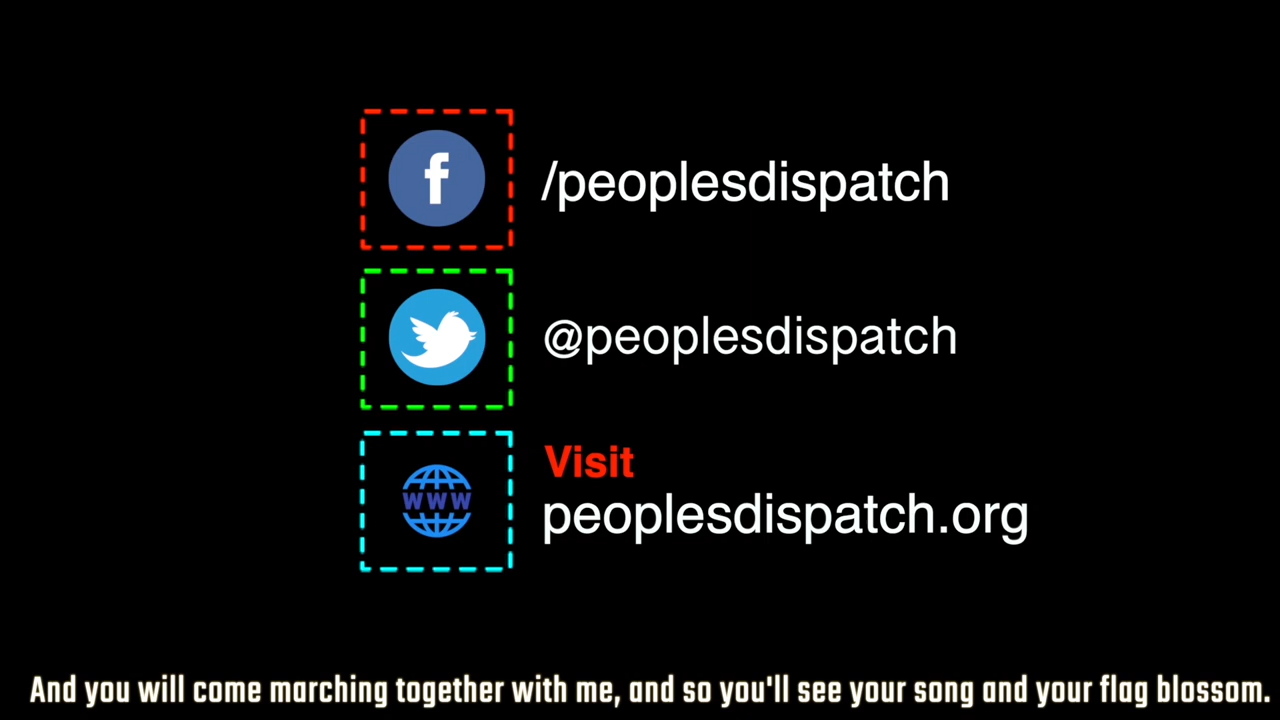 f
/peoplesdispatch
@peoplesdispatch
Visit
www
peoplesdispatch.org
And you will come marching together with me, and so you'll see your song and your flag blossom.